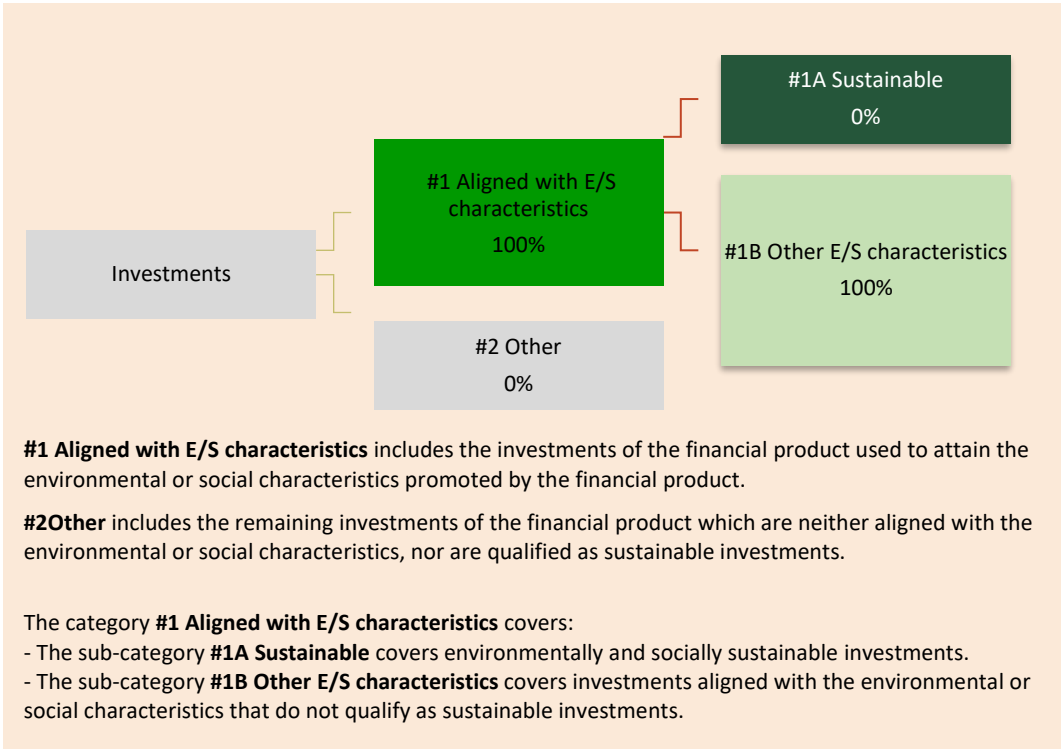 #1A Sustainable
0%
#1 Aligned with E/S
characteristics
100%
#1B Other E/S characteristics
100%
Investments
#2 Other
0%
#1 Aligned with E/S characteristics includes the investments of the financial product used to attain the
environmental or social characteristics promoted by the financial product.
#2Other includes the remaining investments of the financial product which are neither aligned with the
environmental or social characteristics, nor are qualified as sustainable investments.
The category #1 Aligned with E/S characteristics covers:
- The sub-category #1A Sustainable covers environmentally and socially sustainable investments.
- The sub-category #1B Other E/S characteristics covers investments aligned with the environmental or
social characteristics that do not qualify as sustainable investments.